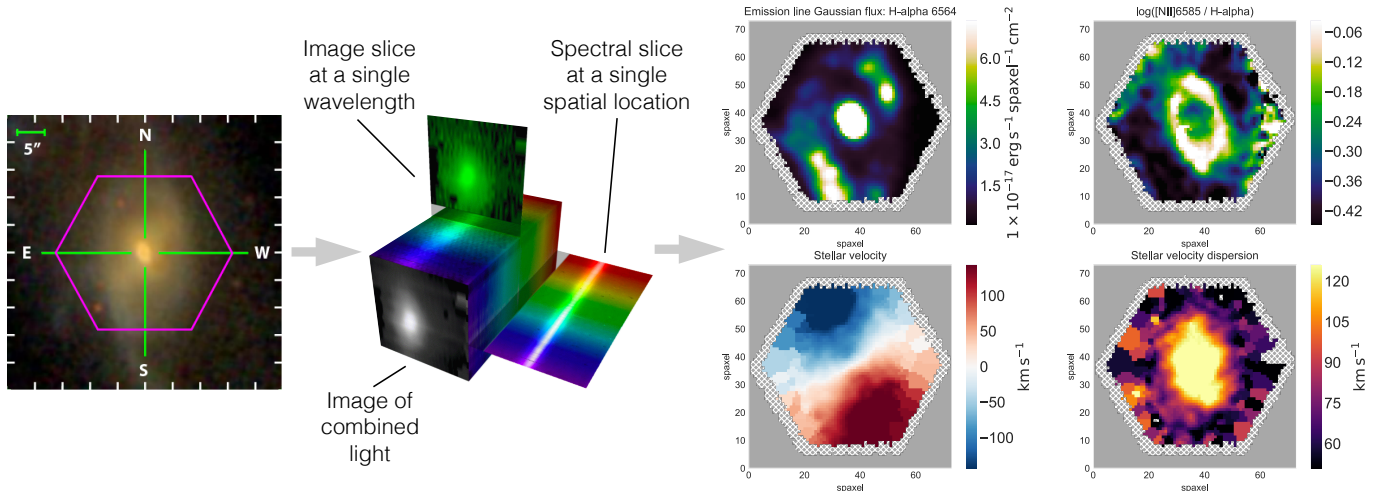 5″
N
E
W
S
Image slice
at a single
wavelength
Spectral slice
at a single
spatial location
Image of
combined
light
Emission line Gaussian flux: H-alpha 6564
70
60
50
40
30
20
10
0
spaxel
0
20
40
60
spaxel
6.0
4.5
3.0
1.5
1 × 10−17 erg s−1 spaxel−1 cm−2
log([NII]6585 / H-alpha)
70
60
50
40
30
20
10
0
spaxel
0
20
40
60
spaxel
−0.06
−0.12
−0.18
−0.24
−0.30
−0.36
−0.42
Stellar velocity
70
60
50
40
30
20
10
0
spaxel
0
20
40
60
spaxel
100
50
0
−50
−100
km s−1
Stellar velocity dispersion
70
60
50
40
30
20
10
0
spaxel
0
20
40
60
spaxel
120
105
90
75
60
km s−1